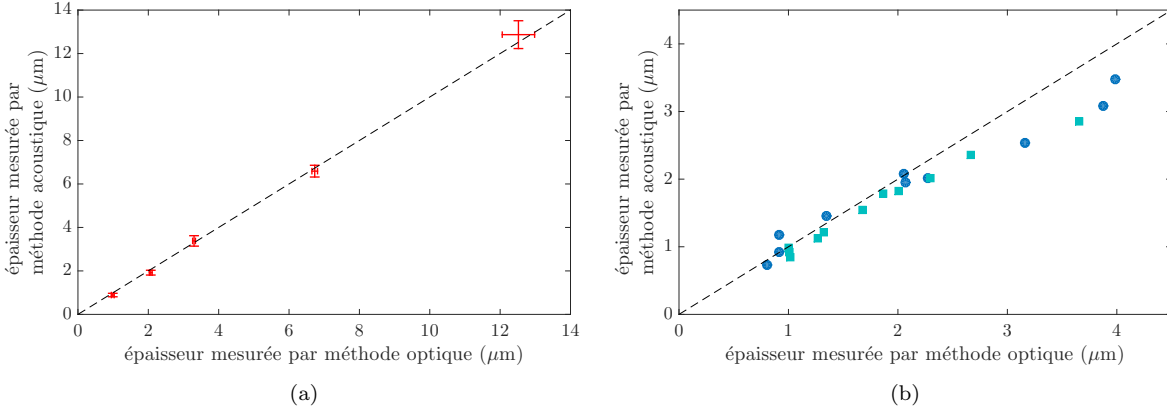 épaisseur mesurée par
méthode acoustique (μm)
14
12
10
8
6
4
2
0
0 2 4 6 8 10 12 14
épaisseur mesurée par méthode optique (μm)
(a)
épaisseur mesurée par
méthode acoustique (μm)
4
3
2
1
0
0 1 2 3 4
épaisseur mesurée par méthode optique (μm)
(b)